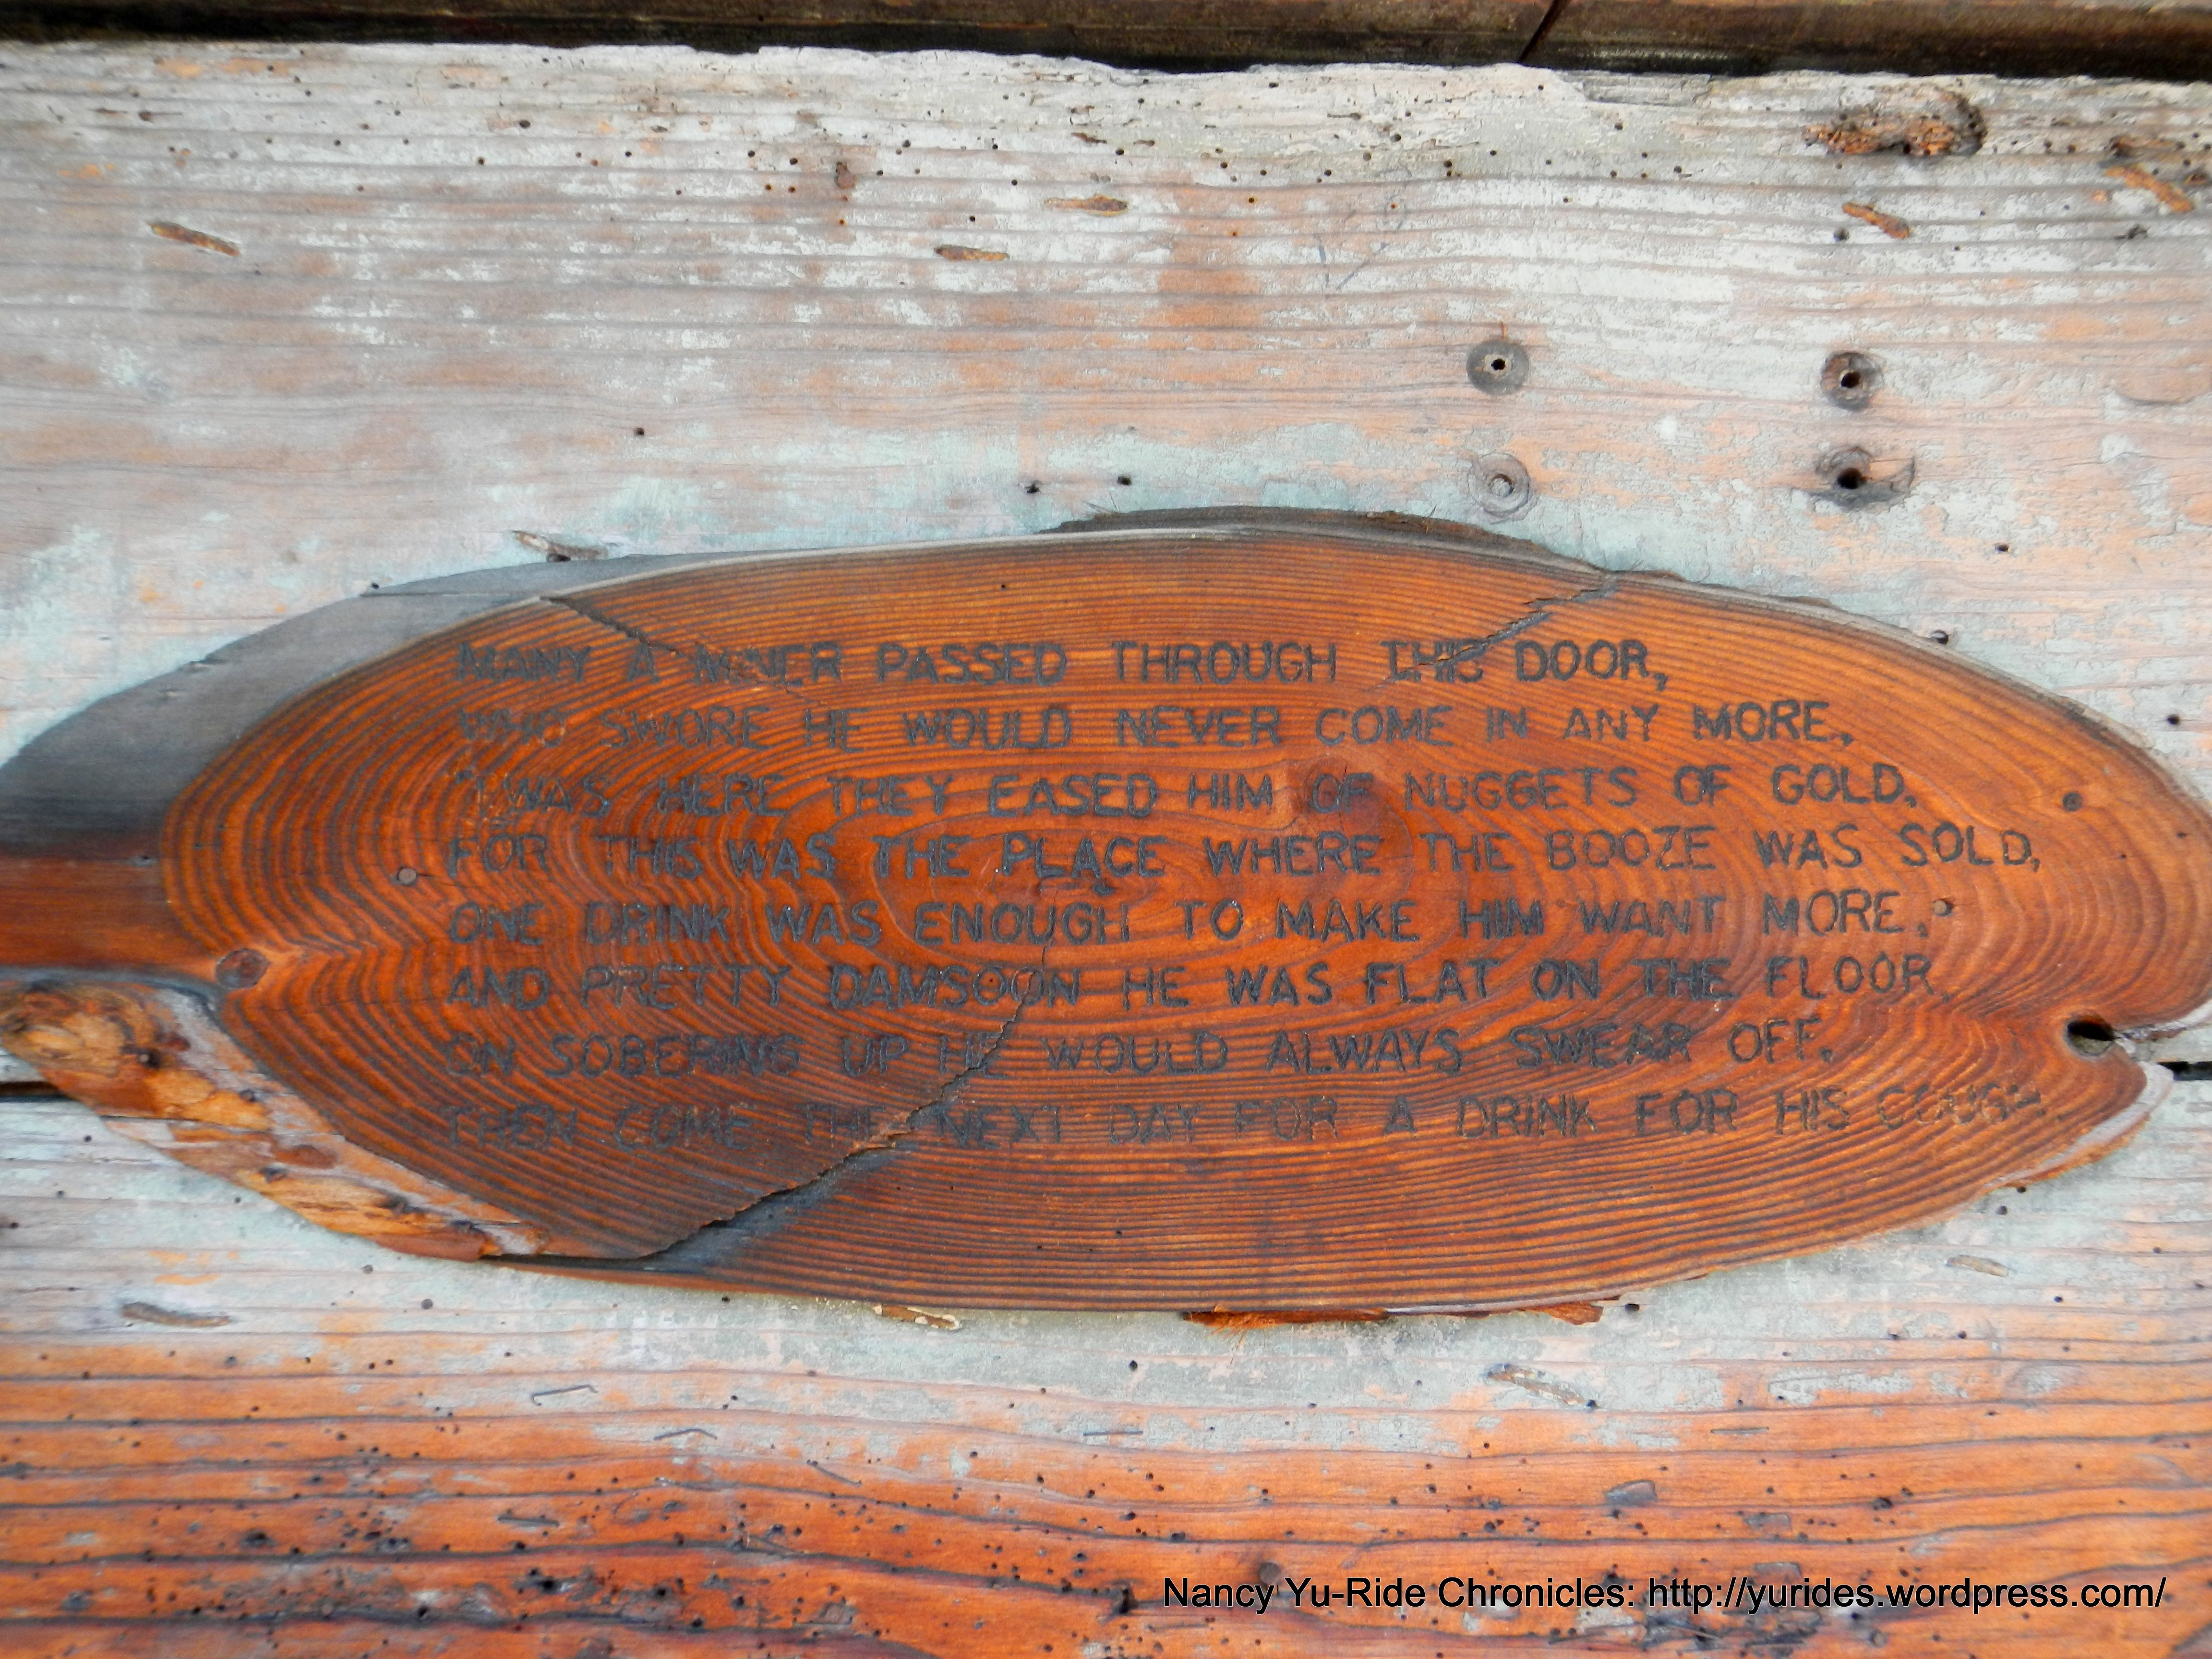 MANY A MINER PASSED THROUGH THIS DOOR,
WHO SWORE HE WOULD NEVER COME IN ANY MORE,
'TWAS HERE THEY EASED HIM OF NUGGETS OF GOLD,
FOR THIS WAS THE PLACE WHERE THE BOOZE WAS SOLD,
ONE DRINK WAS ENOUGH TO MAKE HIM WANT MORE,
AND PRETTY DAMSOON HE WAS FLAT ON THE FLOOR.
ON SOBERING UP HE WOULD ALWAYS SWEAR OFF,
THEN COME THE NEXT DAY FOR A DRINK FOR HIS COUGH
Nancy Yu-Ride Chronicles: http://yurides.wordpress.com/